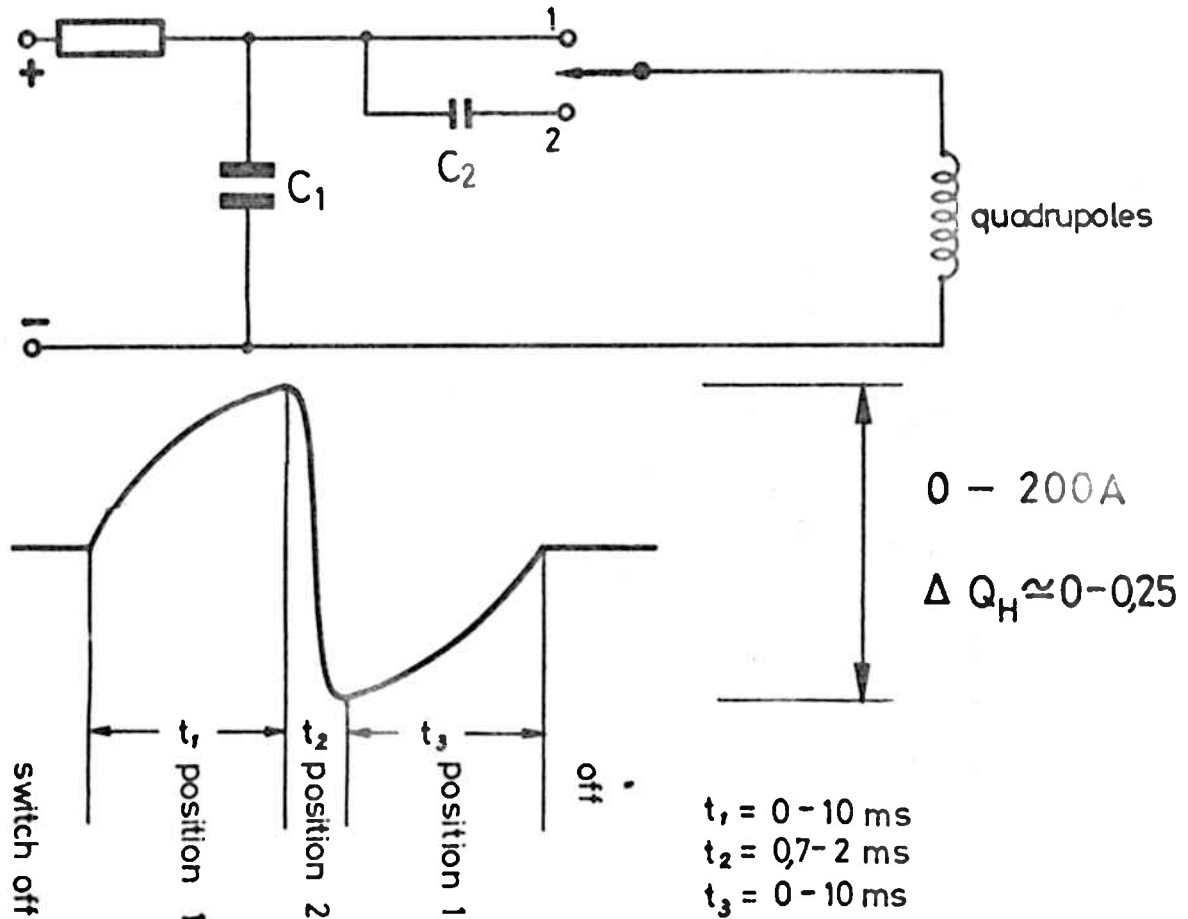 1
+
2
C₁
C₂
quadrupoles
−
0 – 200A
Δ Q_H ≃ 0-0,25
t₁
t₂
t₃
switch off
position 1
position 2
position 1
off
t₁ = 0-10 ms
t₂ = 0,7-2 ms
t₃ = 0-10 ms